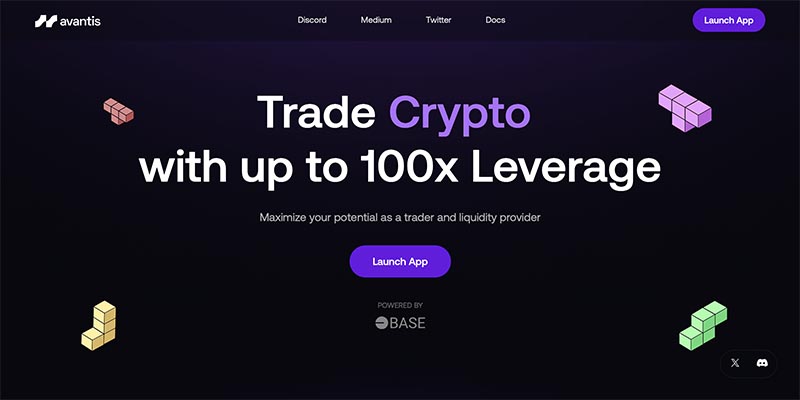 avantis
Discord Medium Twitter Docs
Launch App
Trade Crypto
with up to 100x Leverage
Maximize your potential as a trader and liquidity provider
Launch App
POWERED BY
BASE